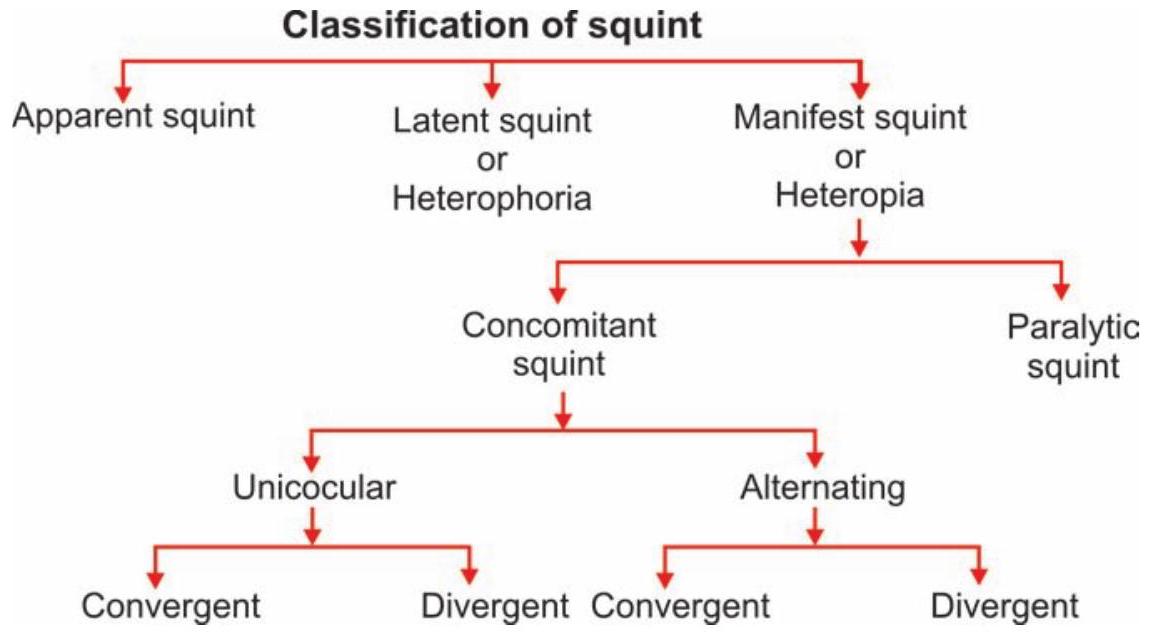 Classification of squint
Apparent squint
Latent squint
or
Heterophoria
Manifest squint
or
Heteropia
Concomitant
squint
Paralytic
squint
Unicocular
Alternating
Convergent
Divergent
Convergent
Divergent